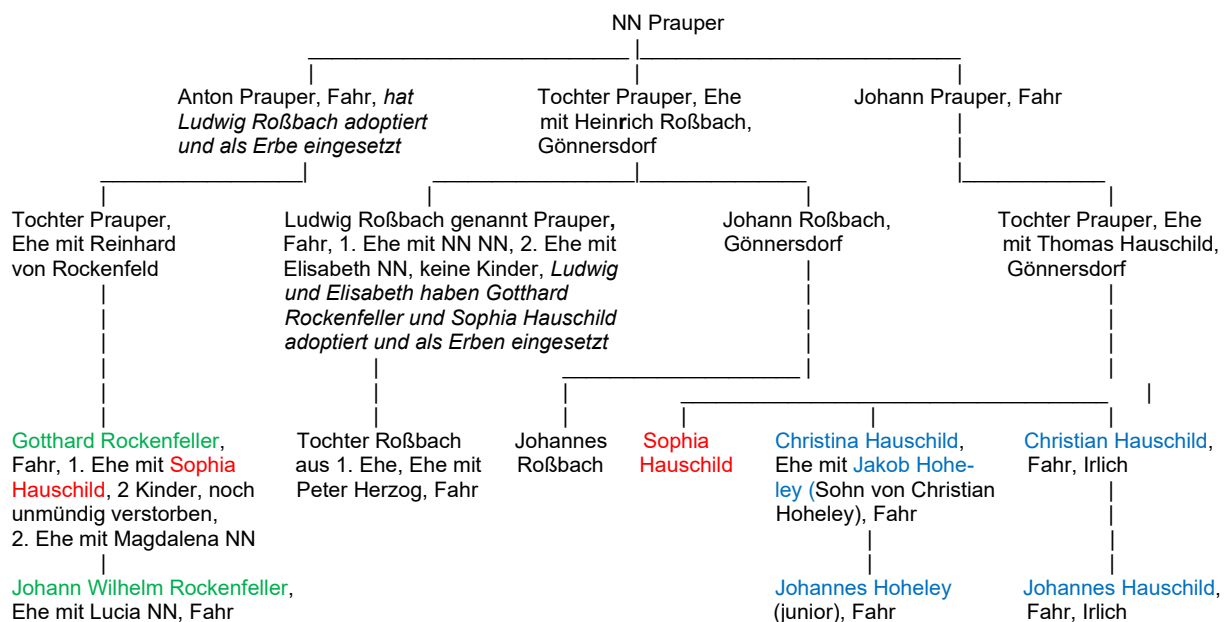 NN Prauper
Anton Prauper, Fahr, hat
Ludwig Roßbach adoptiert
und als Erbe eingesetzt
Tochter Prauper, Ehe
mit Heinrich Roßbach,
Gönnersdorf
Johann Prauper, Fahr
Tochter Prauper,
Ehe mit Reinhard
von Rockenfeld
Ludwig Roßbach genannt Prauper,
Fahr, 1. Ehe mit NN NN, 2. Ehe mit
Elisabeth NN, keine Kinder, Ludwig
und Elisabeth haben Gotthard
Rockenfeller und Sophia Hauschild
adoptiert und als Erben eingesetzt
Johann Roßbach,
Gönnersdorf
Tochter Prauper, Ehe
mit Thomas Hauschild,
Gönnersdorf
Gotthard Rockenfeller,
Fahr, 1. Ehe mit Sophia
Hauschild, 2 Kinder, noch
unmündig verstorben,
2. Ehe mit Magdalena NN
Tochter Roßbach
aus 1. Ehe, Ehe mit
Peter Herzog, Fahr
Johannes
Roßbach
Sophia
Hauschild
Christina Hauschild,
Ehe mit Jakob Hohe-
ley (Sohn von Christian
Hoheley), Fahr
Christian Hauschild,
Fahr, Irlich
Johann Wilhelm Rockenfeller,
Ehe mit Lucia NN, Fahr
Johannes Hoheley
(junior), Fahr
Johannes Hauschild,
Fahr, Irlich